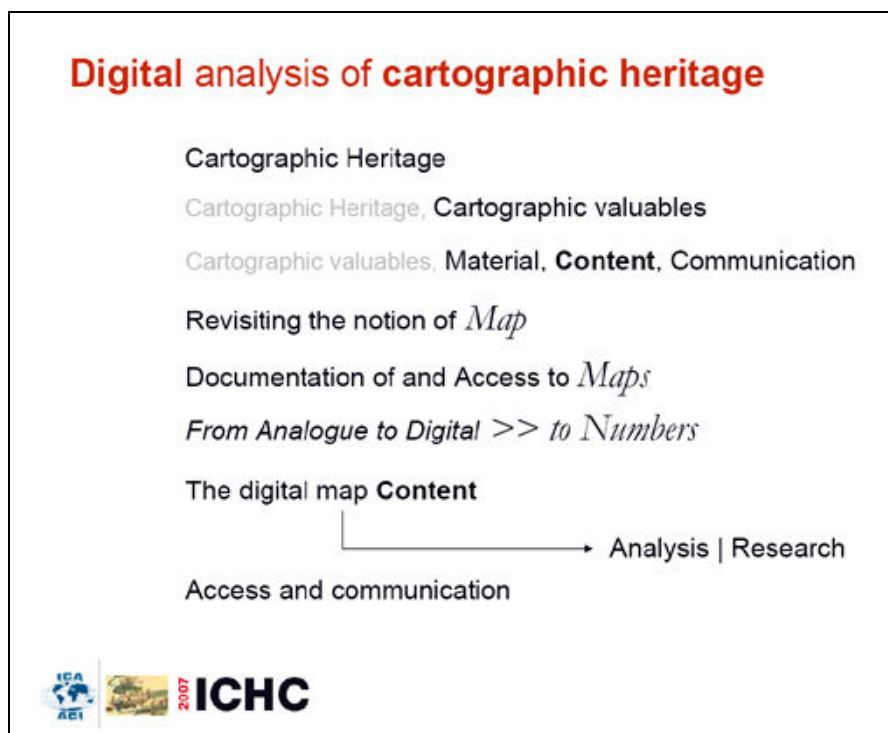 Digital analysis of cartographic heritage
Cartographic Heritage
Cartographic Heritage, Cartographic valuables
Cartographic valuables, Material, Content, Communication
Revisiting the notion of Map
Documentation of and Access to Maps
From Analogue to Digital >> to Numbers
The digital map Content
Analysis | Research
Access and communication
ICA
ACI
2007
ICHC